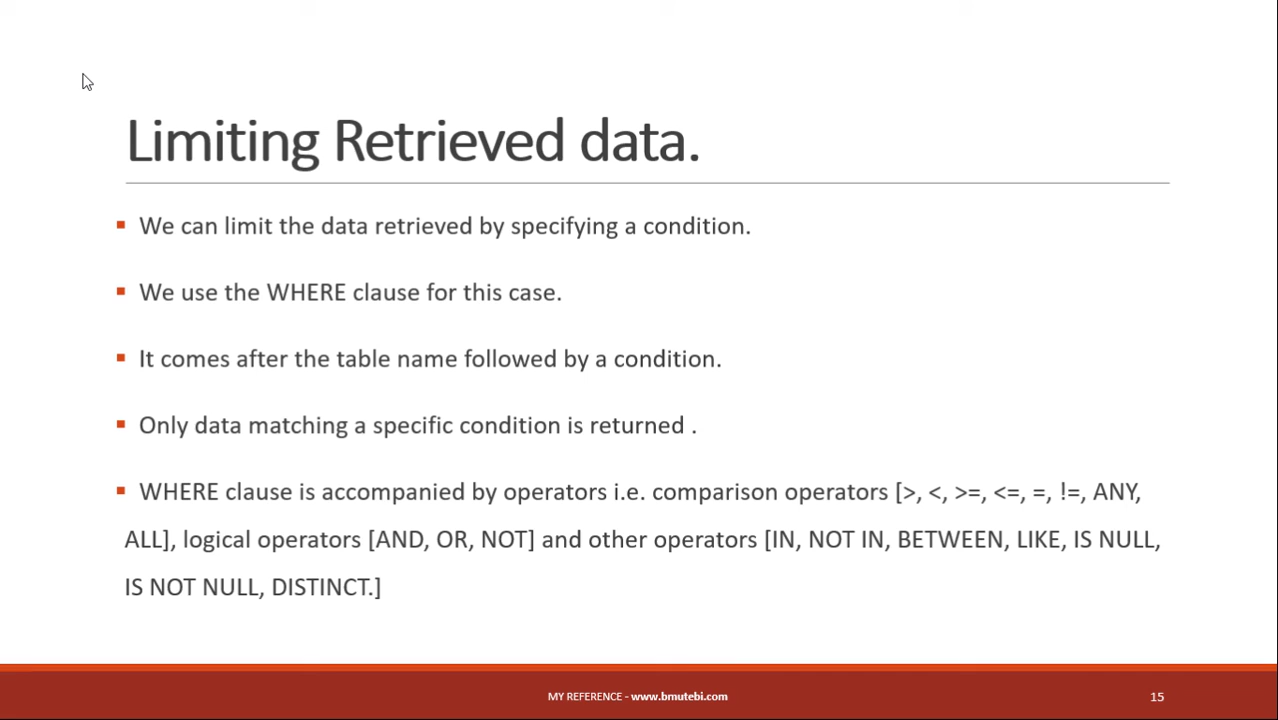 Limiting Retrieved data.
We can limit the data retrieved by specifying a condition.
We use the WHERE clause for this case.
It comes after the table name followed by a condition.
Only data matching a specific condition is returned .
WHERE clause is accompanied by operators i.e. comparison operators [>, <, >=, <=, =, !=, ANY,
ALL], logical operators [AND, OR, NOT] and other operators [IN, NOT IN, BETWEEN, LIKE, IS NULL,
IS NOT NULL, DISTINCT.]
MY REFERENCE - www.bmutebi.com
15